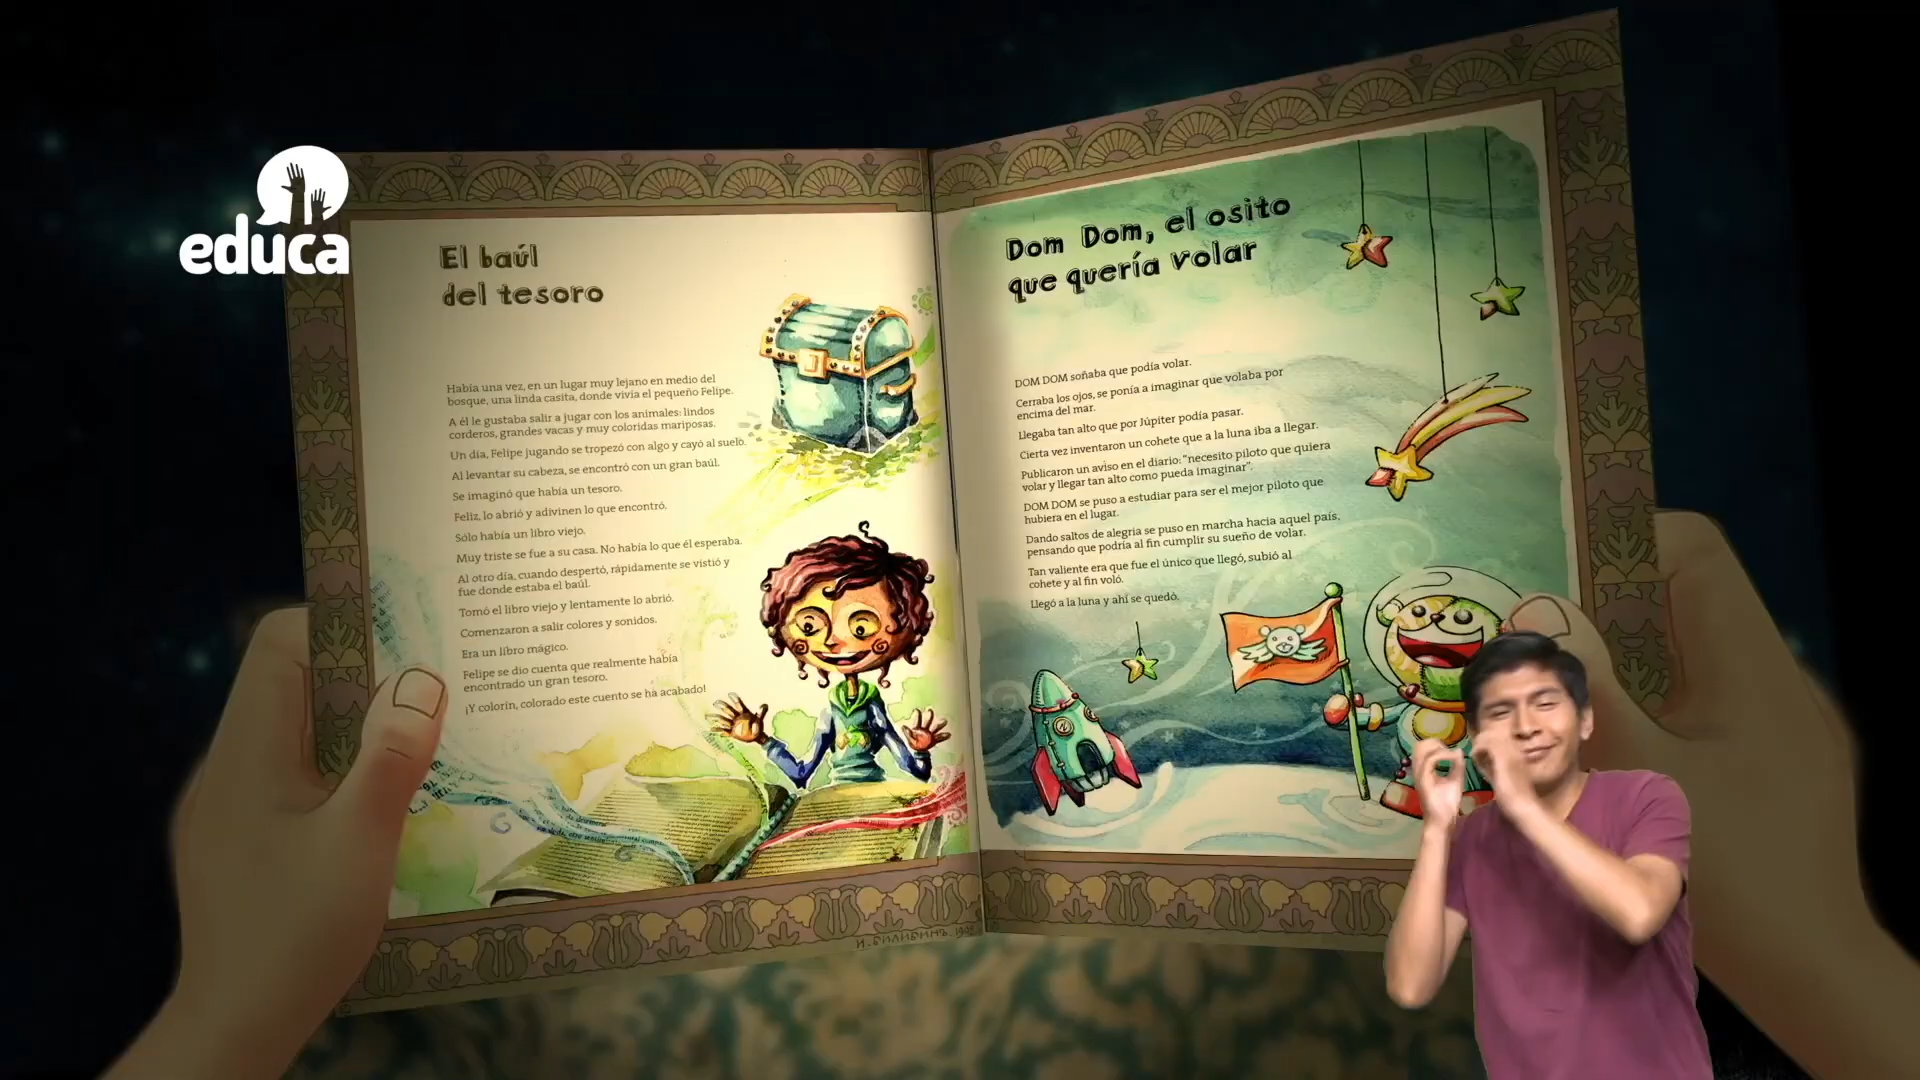 educa
El baúl
del tesoro
Había una vez, en un lugar muy lejano en medio del
bosque, una linda casita, donde vivía el pequeño Felipe.
A él le gustaba salir a jugar con los animales: lindos
corderos, grandes vacas y muy coloridas mariposas.
Un día, Felipe jugando se tropezó con algo y cayó al suelo.
Al levantar su cabeza, se encontró con un gran baúl.
Se imaginó que había un tesoro.
Feliz, lo abrió y adivinen lo que encontró.
Sólo había un libro viejo.
Muy triste se fue a su casa. No había lo que él esperaba.
Al otro día, cuando despertó, rápidamente se vistió y
fue donde estaba el baúl.
Tomó el libro viejo y lentamente lo abrió.
Comenzaron a salir colores y sonidos.
Era un libro mágico.
Felipe se dio cuenta que realmente había
encontrado un gran tesoro.
¡Y colorín, colorado este cuento se ha acabado!
Dom Dom, el osito
que quería volar
DOM DOM soñaba que podía volar.
Cerraba los ojos, se ponía a imaginar que volaba por
encima del mar.
Llegaba tan alto que por Júpiter podía pasar.
Cierta vez inventaron un cohete que a la luna iba a llegar.
Publicaron un aviso en el diario: "necesito piloto que quiera
volar y llegar tan alto como pueda imaginar".
DOM DOM se puso a estudiar para ser el mejor piloto que
hubiera en el lugar.
Dando saltos de alegria se puso en marcha hacia aquel país,
pensando que podría al fin cumplir su sueño de volar.
Tan valiente era que fue el único que llegó, subió al
cohete y al fin voló.
Llegó a la luna y ahí se quedó.
И. БИЛИБИНЪ